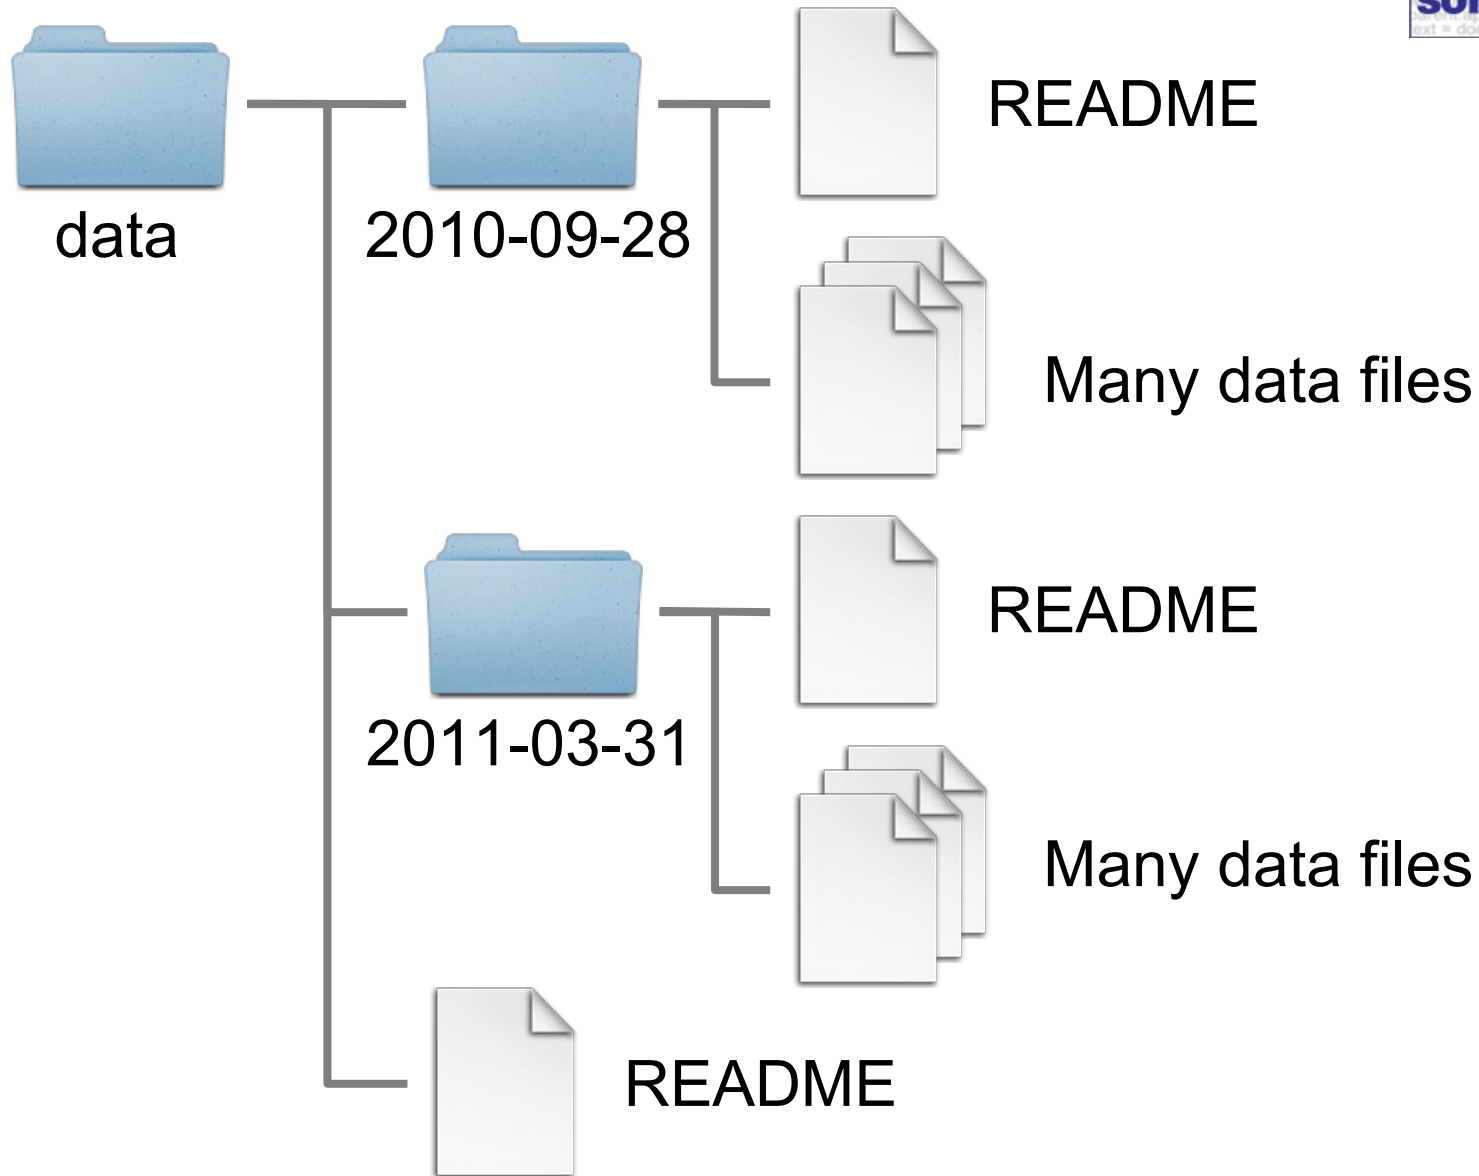 README
data
2010-09-28
Many data files
README
2011-03-31
Many data files
README